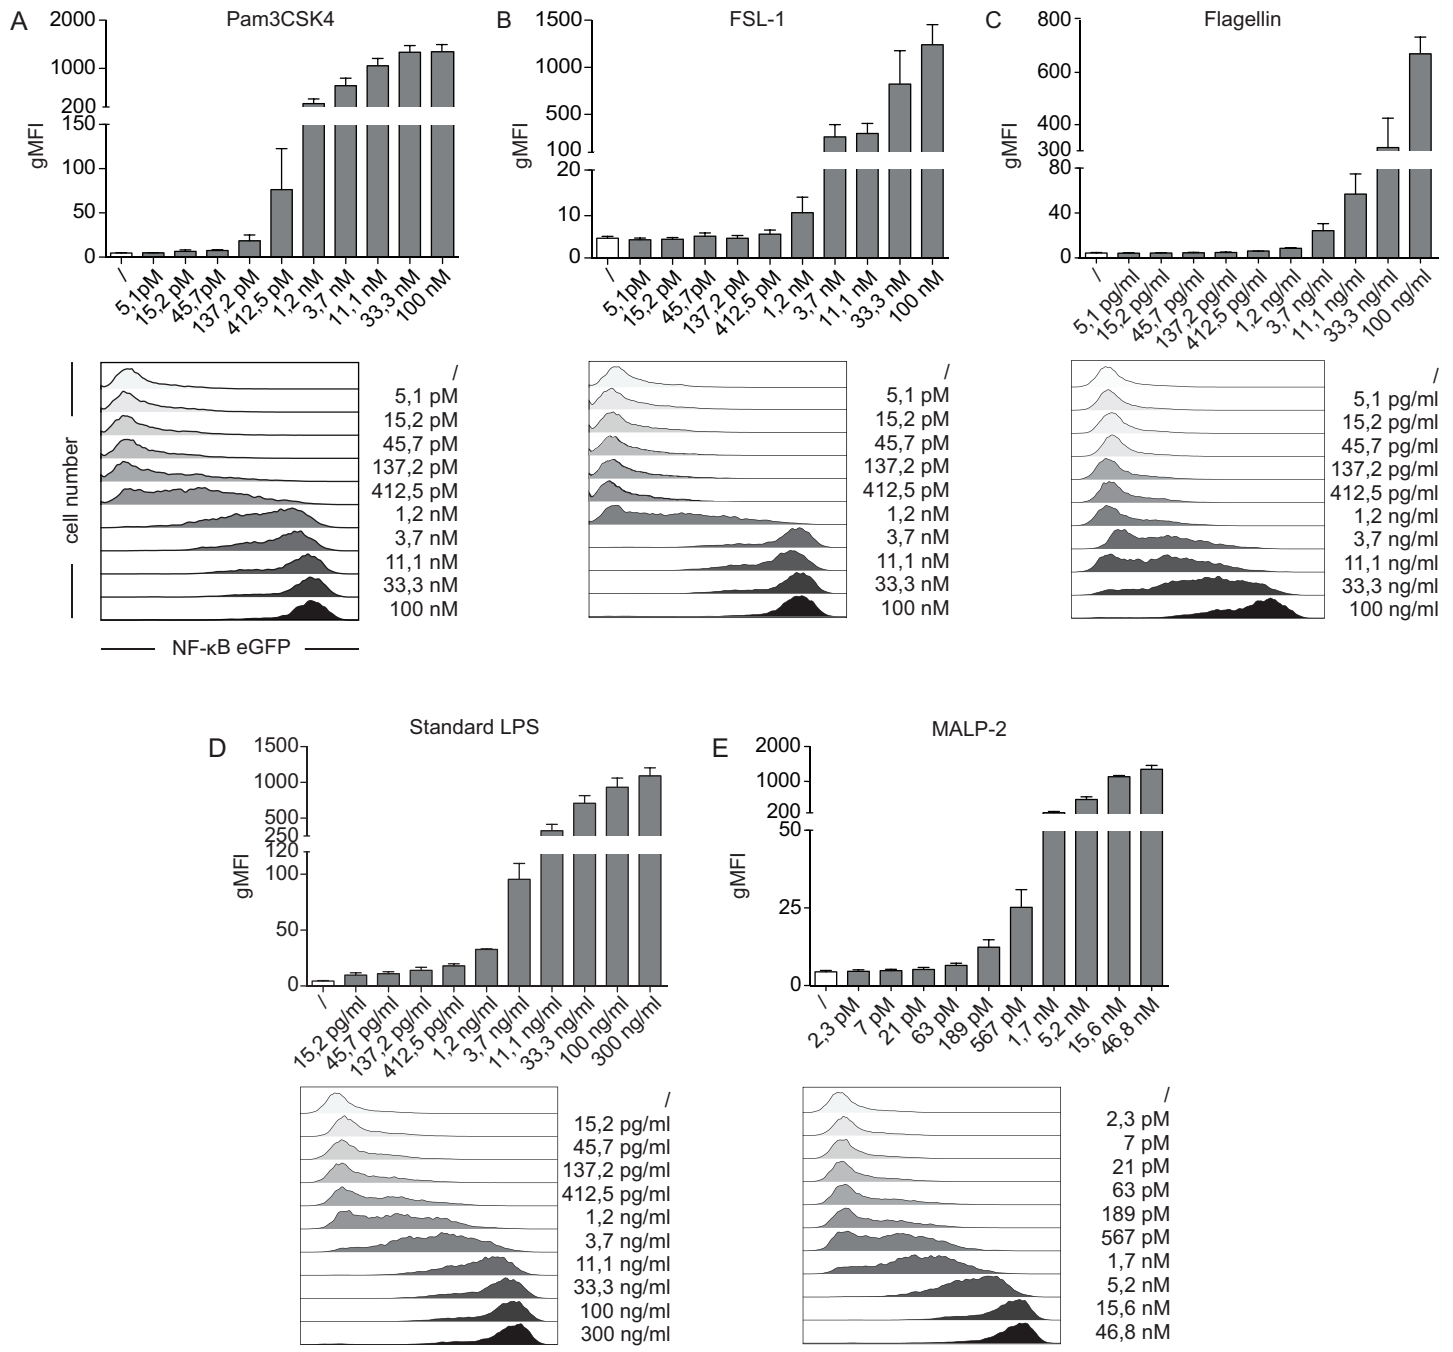 A
Pam3CSK4
2000
1000
200
150
100
50
0
gMFI
/
5,1pM
15,2 pM
45,7pM
137,2 pM
412,5 pM
1,2 nM
3,7 nM
11,1 nM
33,3 nM
100 nM
cell number
/
5,1 pM
15,2 pM
45,7 pM
137,2 pM
412,5 pM
1,2 nM
3,7 nM
11,1 nM
33,3 nM
100 nM
NF-κB eGFP
B
FSL-1
1500
1000
500
100
20
10
0
gMFI
/
5,1pM
15,2 pM
45,7pM
137,2 pM
412,5 pM
1,2 nM
3,7 nM
11,1 nM
33,3 nM
100 nM
/
5,1 pM
15,2 pM
45,7 pM
137,2 pM
412,5 pM
1,2 nM
3,7 nM
11,1 nM
33,3 nM
100 nM
C
Flagellin
800
600
400
300
80
40
0
gMFI
/
5,1 pg/ml
15,2 pg/ml
45,7 pg/ml
137,2 pg/ml
412,5 pg/ml
1,2 ng/ml
3,7 ng/ml
11,1 ng/ml
33,3 ng/ml
100 ng/ml
/
5,1 pg/ml
15,2 pg/ml
45,7 pg/ml
137,2 pg/ml
412,5 pg/ml
1,2 ng/ml
3,7 ng/ml
11,1 ng/ml
33,3 ng/ml
100 ng/ml
D
Standard LPS
1500
1000
500
250
120
100
50
0
gMFI
/
15,2 pg/ml
45,7 pg/ml
137,2 pg/ml
412,5 pg/ml
1,2 ng/ml
3,7 ng/ml
11,1 ng/ml
33,3 ng/ml
100 ng/ml
300 ng/ml
/
15,2 pg/ml
45,7 pg/ml
137,2 pg/ml
412,5 pg/ml
1,2 ng/ml
3,7 ng/ml
11,1 ng/ml
33,3 ng/ml
100 ng/ml
300 ng/ml
E
MALP-2
2000
1000
200
50
25
0
gMFI
/
2,3 pM
7 pM
21 pM
63 pM
189 pM
567 pM
1,7 nM
5,2 nM
15,6 nM
46,8 nM
/
2,3 pM
7 pM
21 pM
63 pM
189 pM
567 pM
1,7 nM
5,2 nM
15,6 nM
46,8 nM